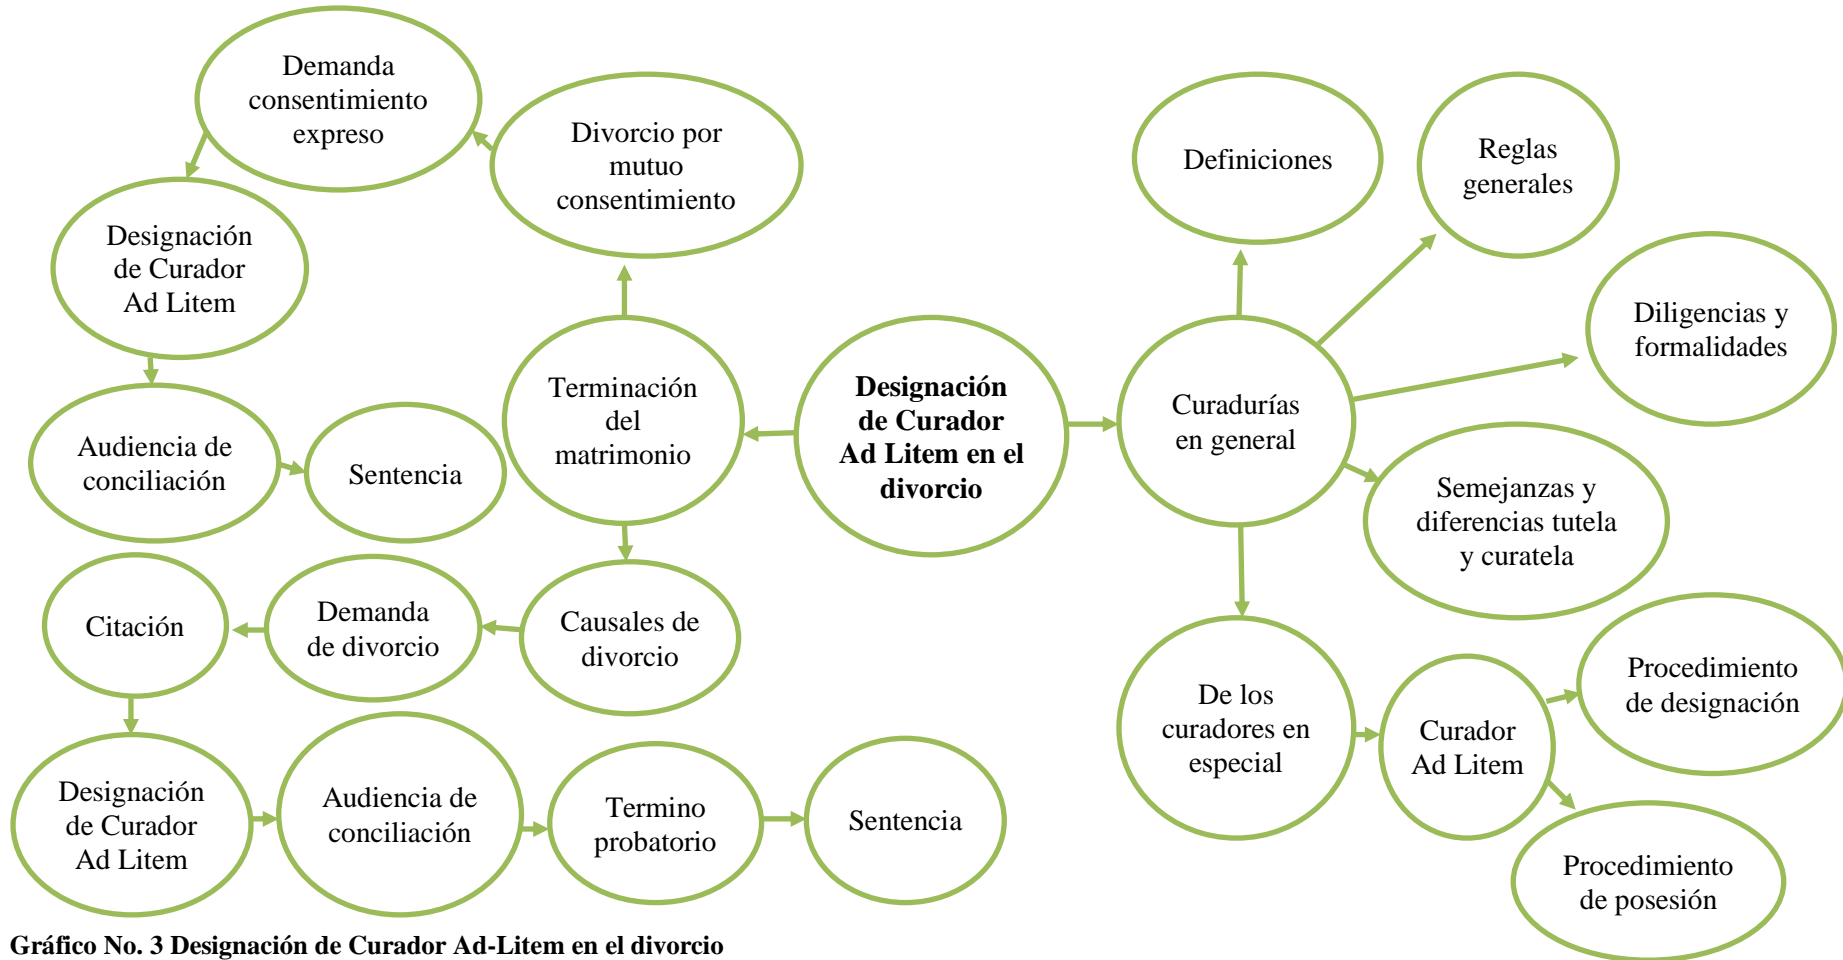 Demanda
consentimiento
expreso
Divorcio por
mutuo
consentimiento
Designación
de Curador
Ad Litem
Audiencia de
conciliación
Sentencia
Terminación
del
matrimonio
Designación
de Curador
Ad Litem en el
divorcio
Causales de
divorcio
Demanda
de divorcio
Citación
Designación
de Curador
Ad Litem
Audiencia de
conciliación
Termino
probatorio
Sentencia
Curadurías
en general
Definiciones
Reglas
generales
Diligencias y
formalidades
Semejanzas y
diferencias tutela
y curatela
De los
curadores en
especial
Curador
Ad Litem
Procedimiento
de designación
Procedimiento
de posesión
Gráfico No. 3 Designación de Curador Ad-Litem en el divorcio